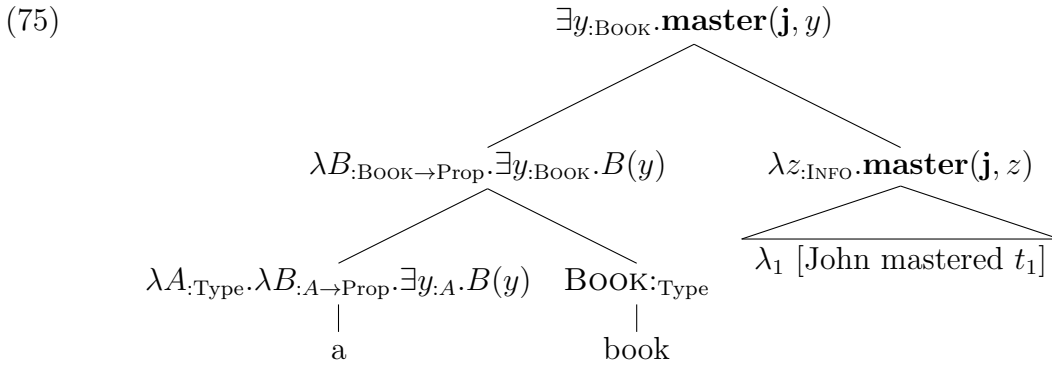 (75) ∃y:Book.master(j, y)
λB:Book→Prop.∃y:Book.B(y) λz:Info.master(j, z)
λA:Type.λB:A→Prop.∃y:A.B(y) Book:Type λ1 [John mastered t1]
a book